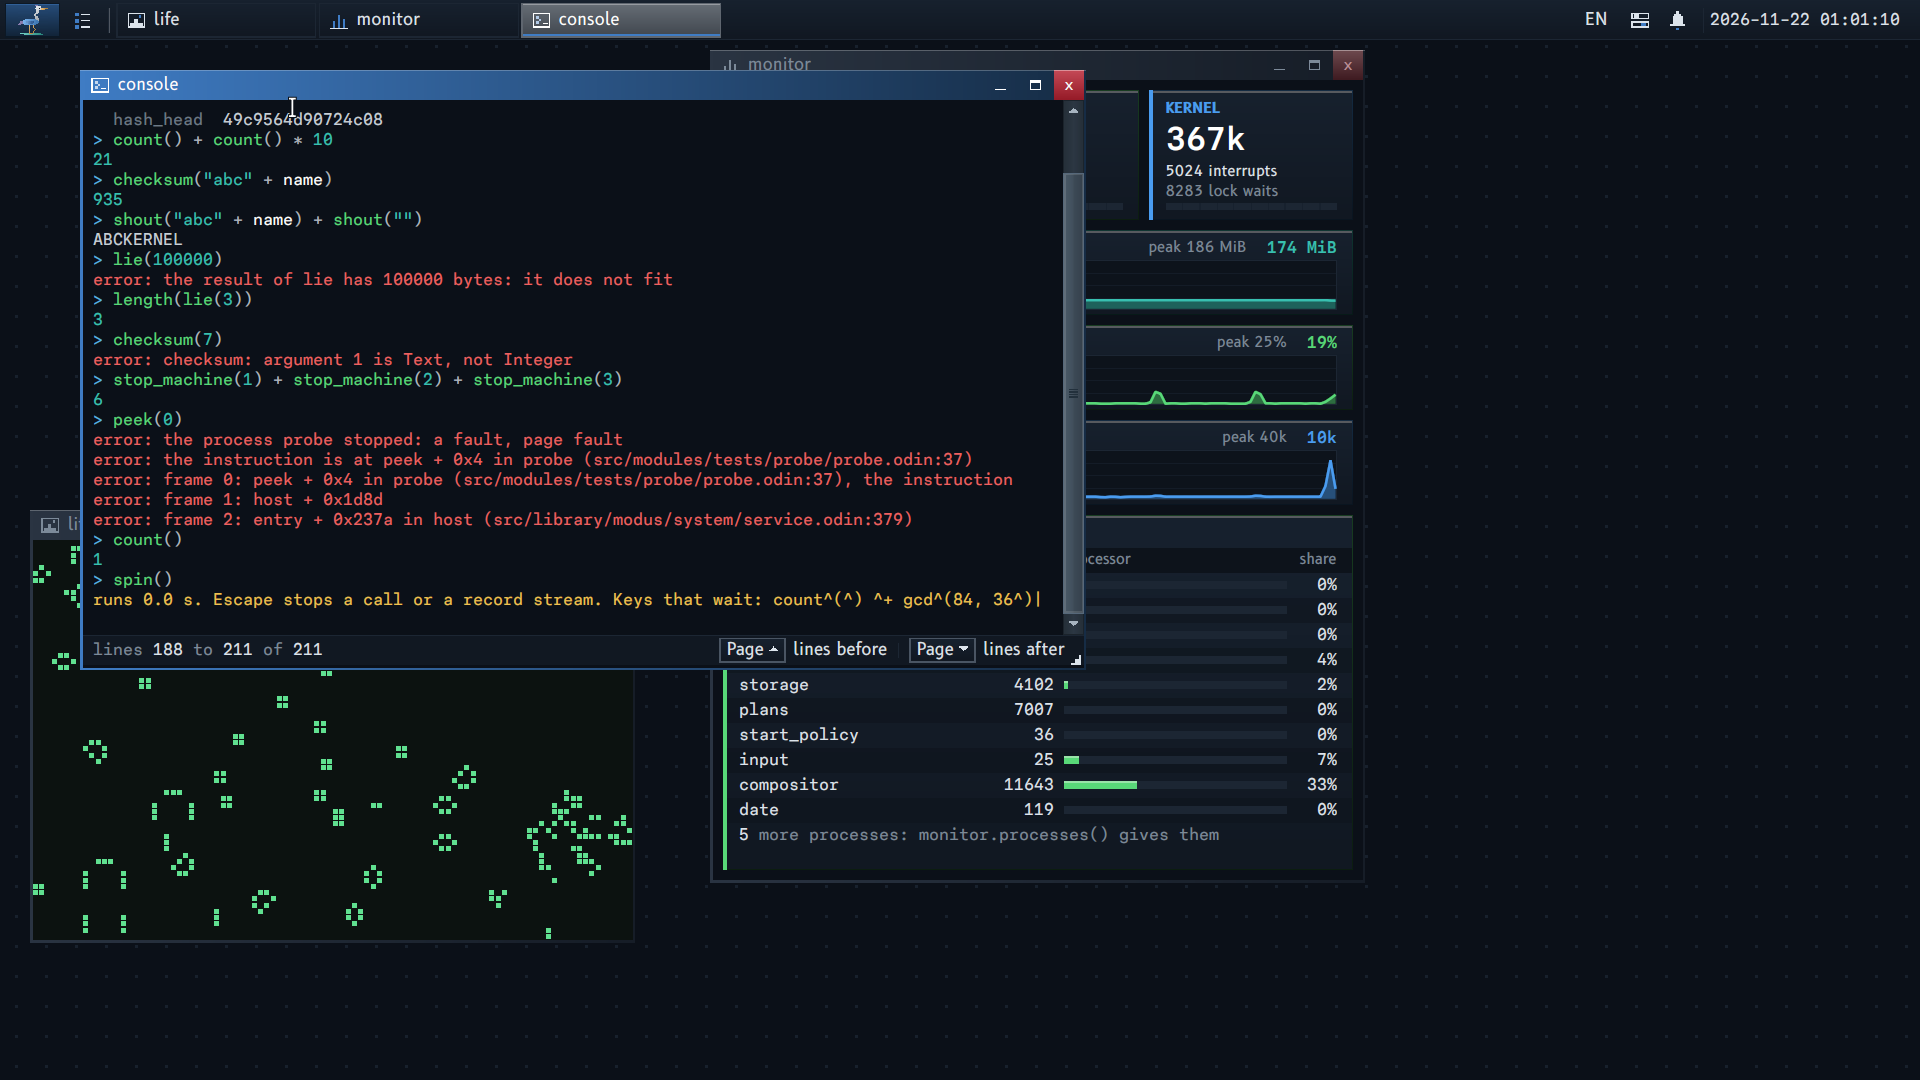 life
monitor
console
EN
2026-11-22 01:01:10
monitor
console
hash_head 49c9564d90724c08
> count() + count() * 10
21
> checksum("abc" + name)
935
> shout("abc" + name) + shout("")
ABCKERNEL
> lie(100000)
error: the result of lie has 100000 bytes: it does not fit
> length(lie(3))
3
> checksum(7)
error: checksum: argument 1 is Text, not Integer
> stop_machine(1) + stop_machine(2) + stop_machine(3)
6
> peek(0)
error: the process probe stopped: a fault, page fault
error: the instruction is at peek + 0x4 in probe (src/modules/tests/probe/probe.odin:37)
error: frame 0: peek + 0x4 in probe (src/modules/tests/probe/probe.odin:37), the instruction
error: frame 1: host + 0x1d8d
error: frame 2: entry + 0x237a in host (src/library/modus/system/service.odin:379)
> count()
1
> spin()
runs 0.0 s. Escape stops a call or a record stream. Keys that wait: count^(^) ^+ gcd^(84, 36^)|
lines 188 to 211 of 211
Page lines before
Page lines after
KERNEL
367k
5024 interrupts
8283 lock waits
peak 186 MiB 174 MiB
peak 25% 19%
peak 40k 10k
cessor share
0%
0%
0%
4%
storage 4102 2%
plans 7007 0%
start_policy 36 0%
input 25 7%
compositor 11643 33%
date 119 0%
5 more processes: monitor.processes() gives them
li